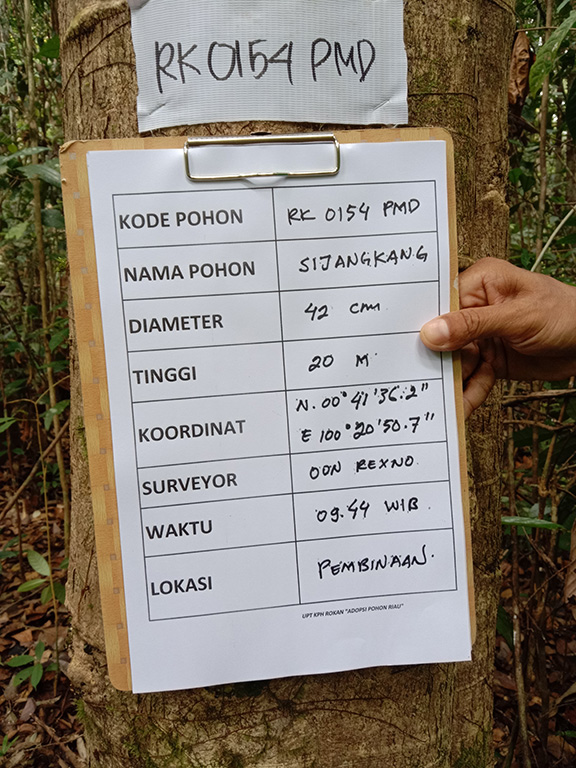 RK 0154 PMD
KODE POHON RK 0154 PMD
NAMA POHON SIJANGKANG
DIAMETER 42 cm
TINGGI 20 M
KOORDINAT N. 00° 41' 36.2"
E 100° 20' 50.7"
SURVEYOR OON REXNO.
WAKTU 09.44 WIB.
LOKASI PEMBINAAN.
UPT KPH ROKAN "ADOPSI POHON RIAU"